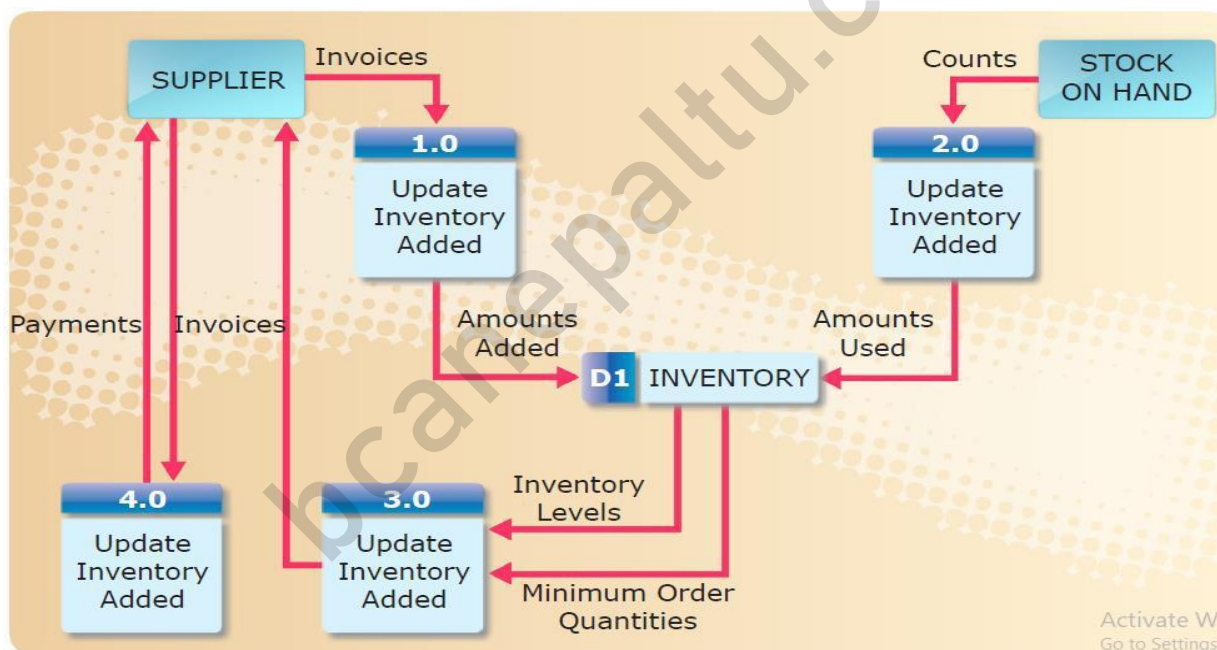 Invoices
SUPPLIER
Counts
STOCK
ON HAND
1.0
Update
Inventory
Added
2.0
Update
Inventory
Added
Payments
Invoices
Amounts
Added
Amounts
Used
D1 INVENTORY
4.0
Update
Inventory
Added
3.0
Update
Inventory
Added
Inventory
Levels
Minimum Order
Quantities
bcanepaltu.c
Activate W
Go to Settings